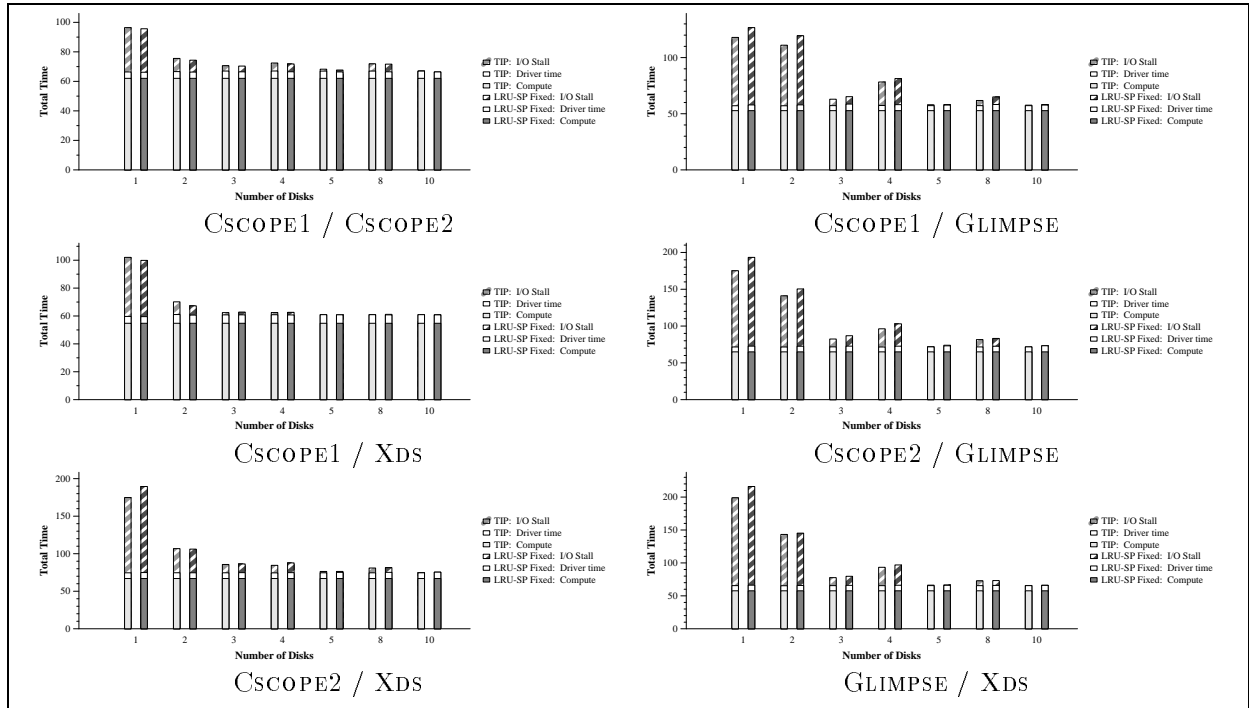 100
80
60
40
20
0
Total Time
1 2 3 4 5 8 10
Number of Disks
TIP: I/O Stall
TIP: Driver time
TIP: Compute
LRU-SP Fixed: I/O Stall
LRU-SP Fixed: Driver time
LRU-SP Fixed: Compute
CSCOPE1 / CSCOPE2
100
50
0
Total Time
1 2 3 4 5 8 10
Number of Disks
TIP: I/O Stall
TIP: Driver time
TIP: Compute
LRU-SP Fixed: I/O Stall
LRU-SP Fixed: Driver time
LRU-SP Fixed: Compute
CSCOPE1 / GLIMPSE
100
80
60
40
20
0
Total Time
1 2 3 4 5 8 10
Number of Disks
TIP: I/O Stall
TIP: Driver time
TIP: Compute
LRU-SP Fixed: I/O Stall
LRU-SP Fixed: Driver time
LRU-SP Fixed: Compute
CSCOPE1 / XDS
200
150
100
50
0
Total Time
1 2 3 4 5 8 10
Number of Disks
TIP: I/O Stall
TIP: Driver time
TIP: Compute
LRU-SP Fixed: I/O Stall
LRU-SP Fixed: Driver time
LRU-SP Fixed: Compute
CSCOPE2 / GLIMPSE
200
150
100
50
0
Total Time
1 2 3 4 5 8 10
Number of Disks
TIP: I/O Stall
TIP: Driver time
TIP: Compute
LRU-SP Fixed: I/O Stall
LRU-SP Fixed: Driver time
LRU-SP Fixed: Compute
CSCOPE2 / XDS
200
150
100
50
0
Total Time
1 2 3 4 5 8 10
Number of Disks
TIP: I/O Stall
TIP: Driver time
TIP: Compute
LRU-SP Fixed: I/O Stall
LRU-SP Fixed: Driver time
LRU-SP Fixed: Compute
GLIMPSE / XDS